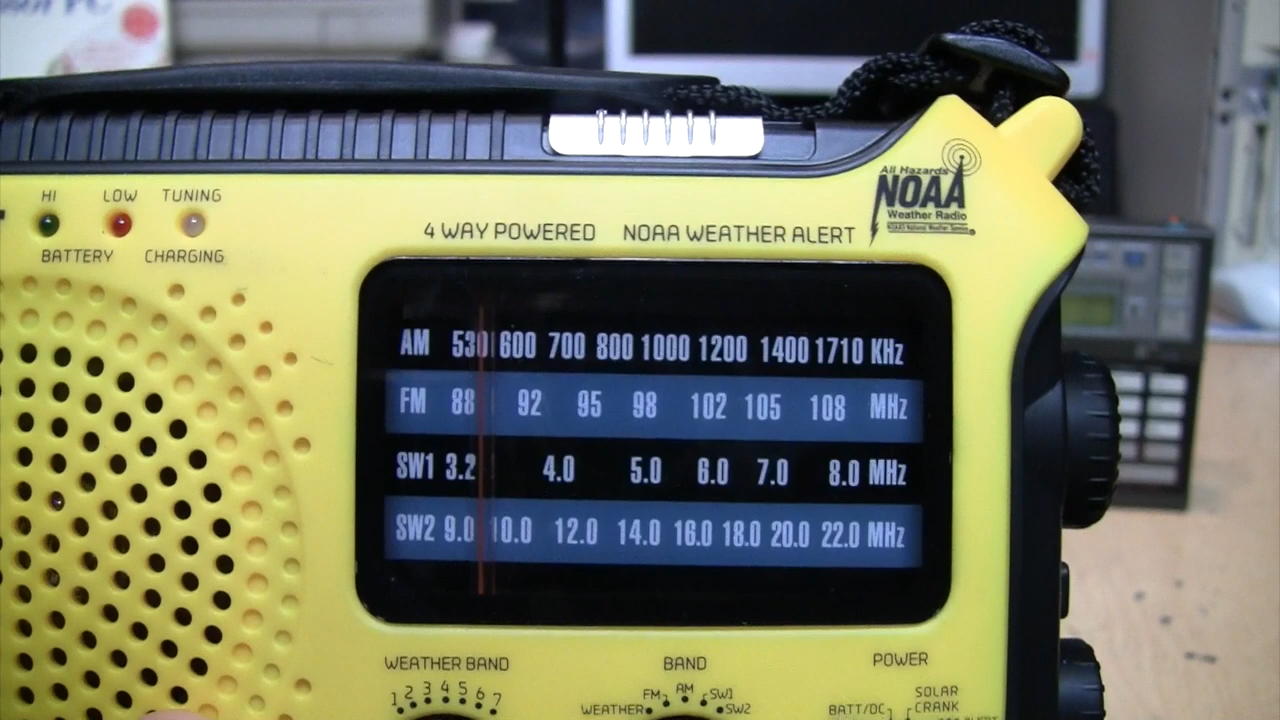 HI LOW TUNING
BATTERY CHARGING
4 WAY POWERED NOAA WEATHER ALERT
All Hazards
NOAA
Weather Radio
AM 530 600 700 800 1000 1200 1400 1710 KHz
FM 88 92 95 98 102 105 108 MHz
SW1 3.2 4.0 5.0 6.0 7.0 8.0 MHz
SW2 9.0 10.0 12.0 14.0 16.0 18.0 20.0 22.0 MHz
WEATHER BAND
1 2 3 4 5 6 7
BAND
WEATHER FM AM SW1 SW2
POWER
SOLAR
BATT/DC CRANK